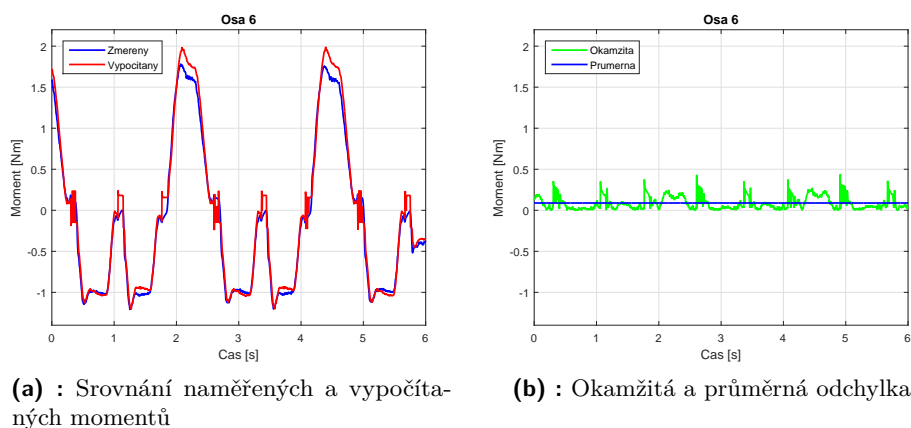 Osa 6
Zmereny
Vypocitany
Moment [Nm]
2
1.5
1
0.5
0
-0.5
-1
0 1 2 3 4 5 6
Cas [s]
(a) : Srovnání naměřených a vypočíta-
ných momentů
Osa 6
Okamzita
Prumerna
Moment [Nm]
2
1.5
1
0.5
0
-0.5
-1
0 1 2 3 4 5 6
Cas [s]
(b) : Okamžitá a průměrná odchylka